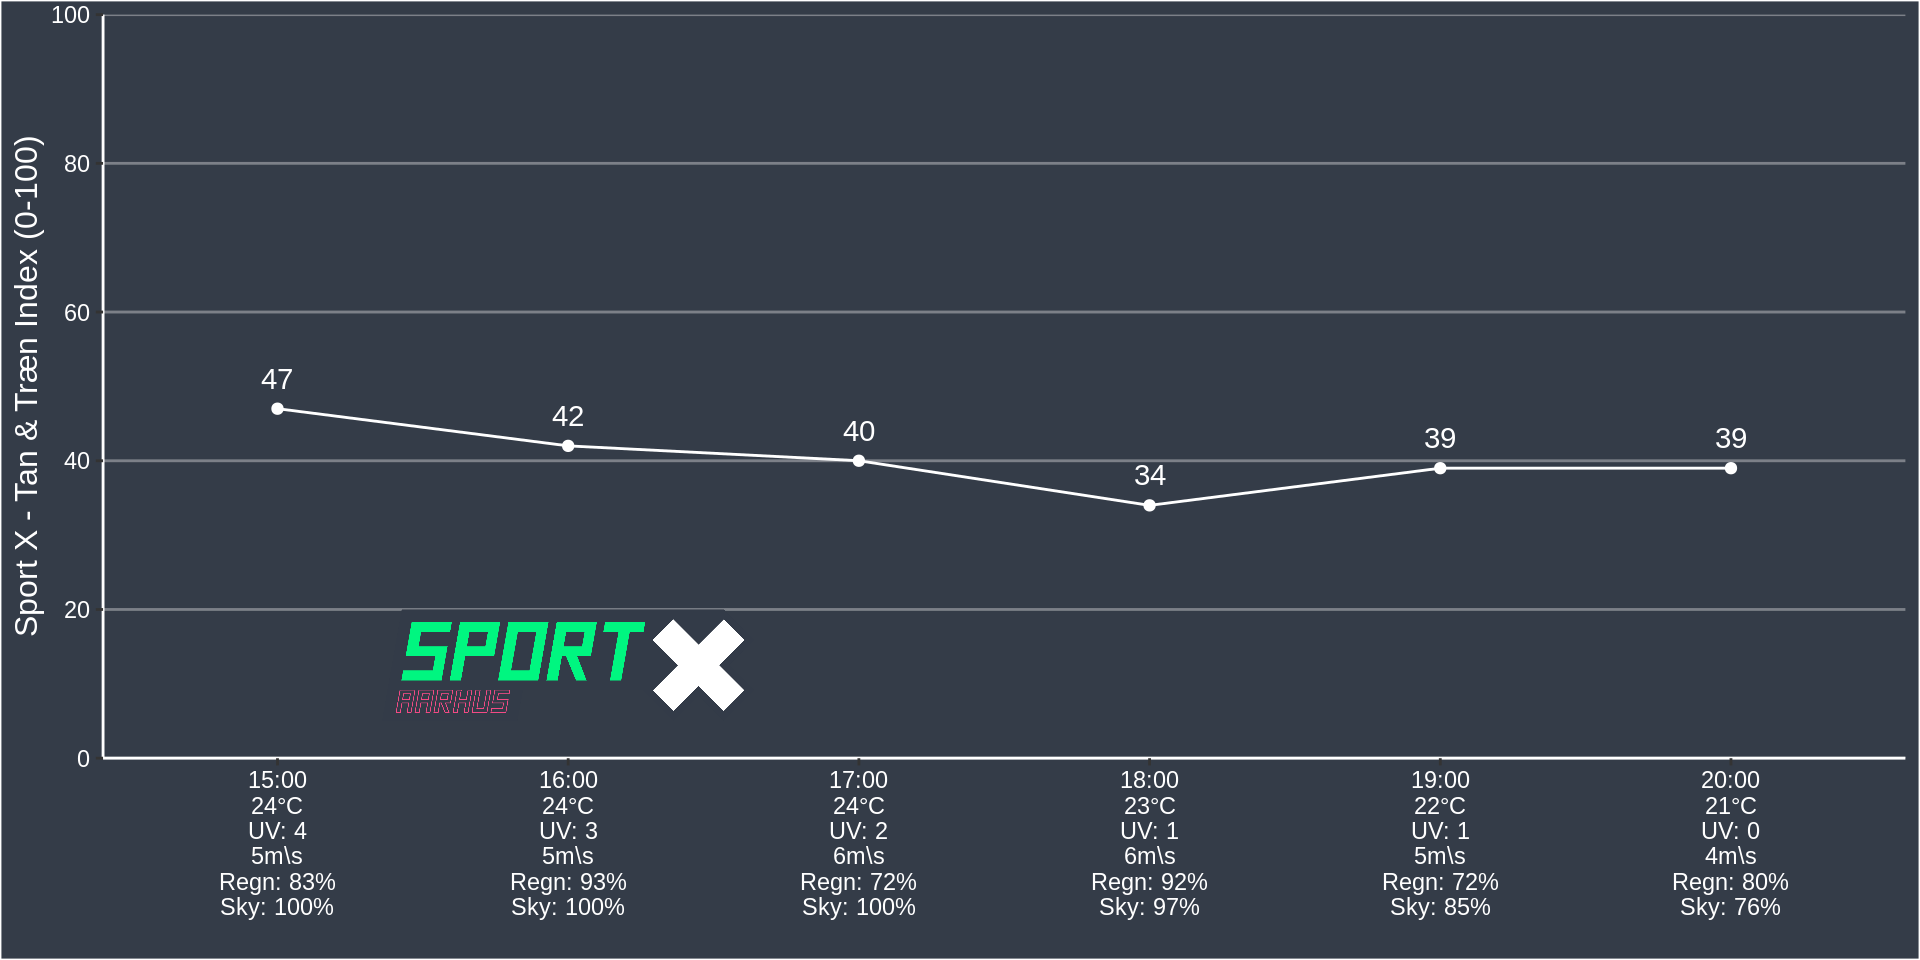 Sport X - Tan & Træn Index (0-100)
100
80
60
40
20
0
47
42
40
34
39
39
SPORT X
AARHUS
15:00
24°C
UV: 4
5m\s
Regn: 83%
Sky: 100%
16:00
24°C
UV: 3
5m\s
Regn: 93%
Sky: 100%
17:00
24°C
UV: 2
6m\s
Regn: 72%
Sky: 100%
18:00
23°C
UV: 1
6m\s
Regn: 92%
Sky: 97%
19:00
22°C
UV: 1
5m\s
Regn: 72%
Sky: 85%
20:00
21°C
UV: 0
4m\s
Regn: 80%
Sky: 76%